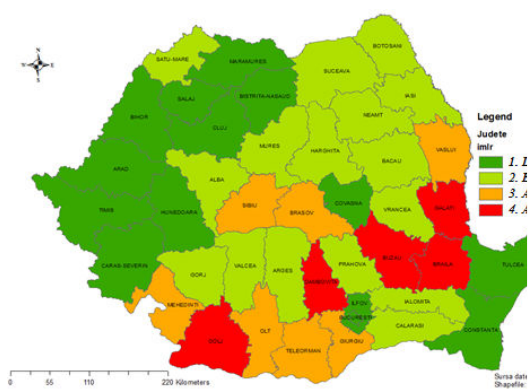 BOTOSANI
SATU-MARE
MARAMURES
SUCEAVA
N
W E
S
SALAJ
BISTRITA-NASAUD
IASI
BIHOR
CLUJ
NEAMT
Legend
Judete
imlr
MURES
HARGHITA
BACAU
VASLUY
1. I
2. E
3. A
4. A
ARAD
ALBA
SIBIU
BRASOV
COVASNA
VRANCEA
GALATI
TIMIS
HUNEDOARA
CARAS-SEVERIN
GORJ
VALCEA
ARGES
PRAHOVA
BUZAU
BRAILA
TULCEA
MEHEDINTI
DAMBOVITA
ILFOV
BUCURESTI
IALOMITA
CALARASI
CONSTANTA
DOLJ
OLT
TELEORMAN
GIURGIU
0 55 110 220 Kilometers
Sursa date
Shapefile: